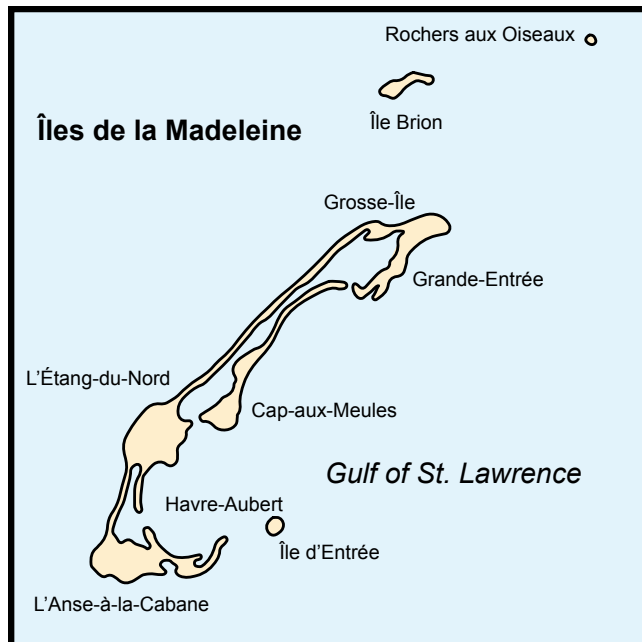 Rochers aux Oiseaux
Île Brion
Îles de la Madeleine
Grosse-Île
Grande-Entrée
L’Étang-du-Nord
Cap-aux-Meules
Gulf of St. Lawrence
Havre-Aubert
Île d’Entrée
L’Anse-à-la-Cabane